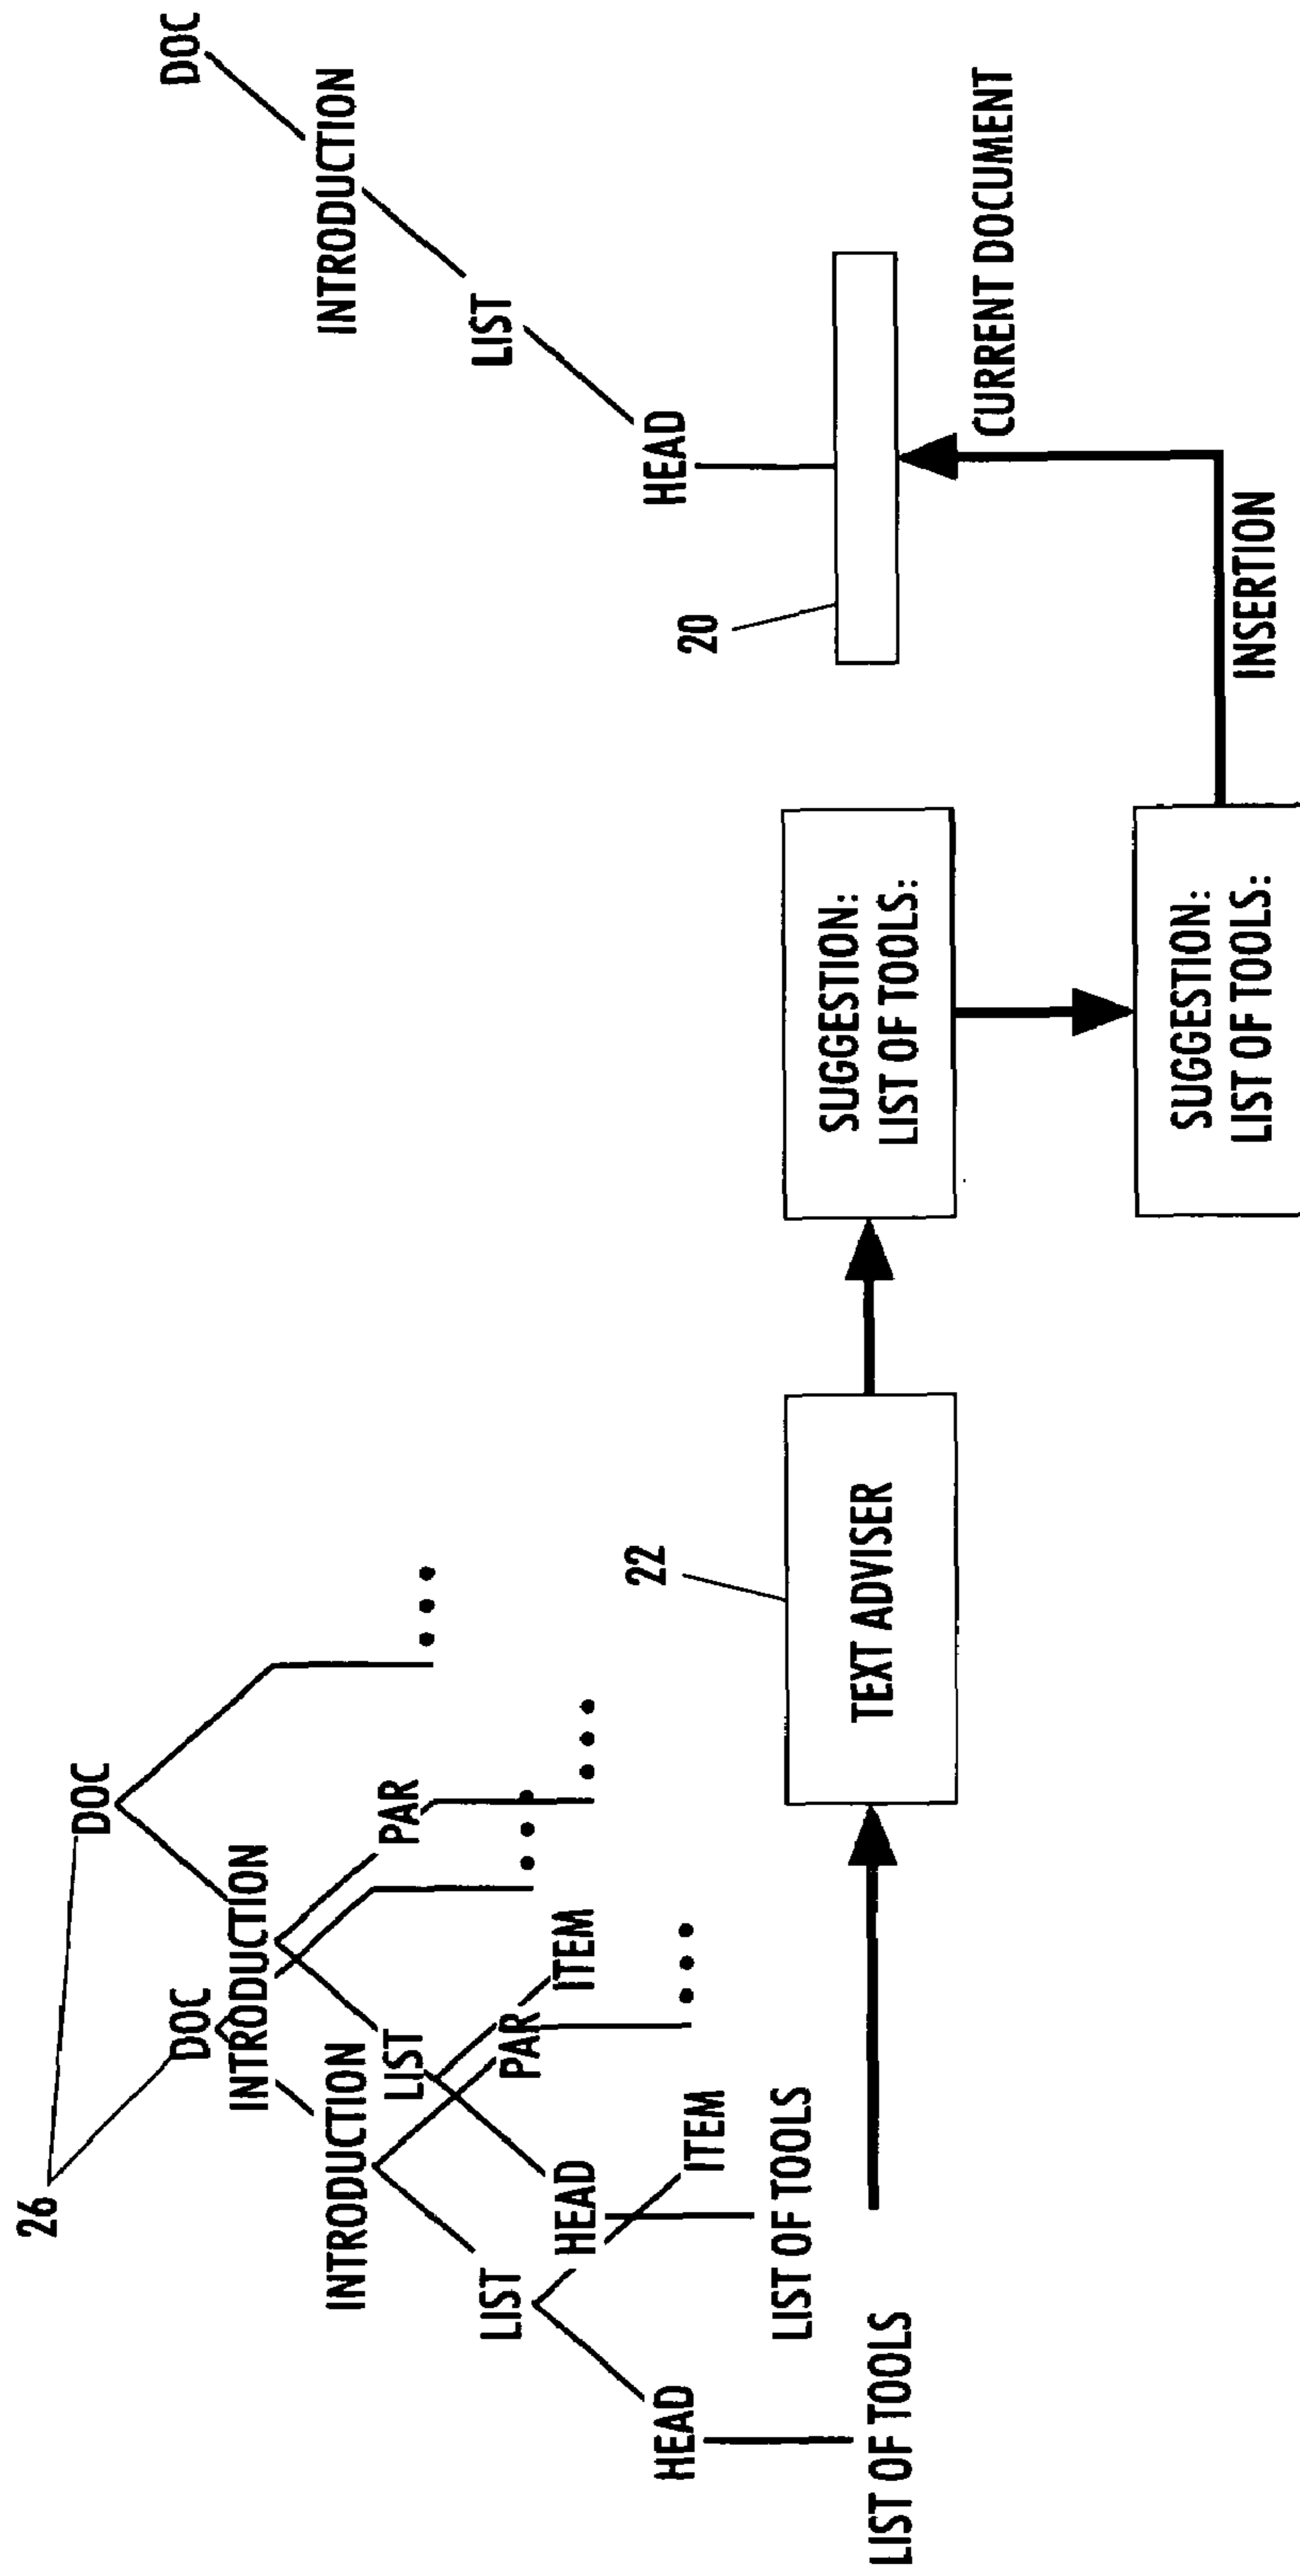 26
DOC
DOC
INTRODUCTION
INTRODUCTION
PAR
LIST
PAR
LIST
ITEM
HEAD
ITEM
HEAD
LIST OF TOOLS
LIST OF TOOLS
22
TEXT ADVISER
SUGGESTION:
LIST OF TOOLS:
SUGGESTION:
LIST OF TOOLS:
INSERTION
DOC
INTRODUCTION
LIST
HEAD
20
CURRENT DOCUMENT